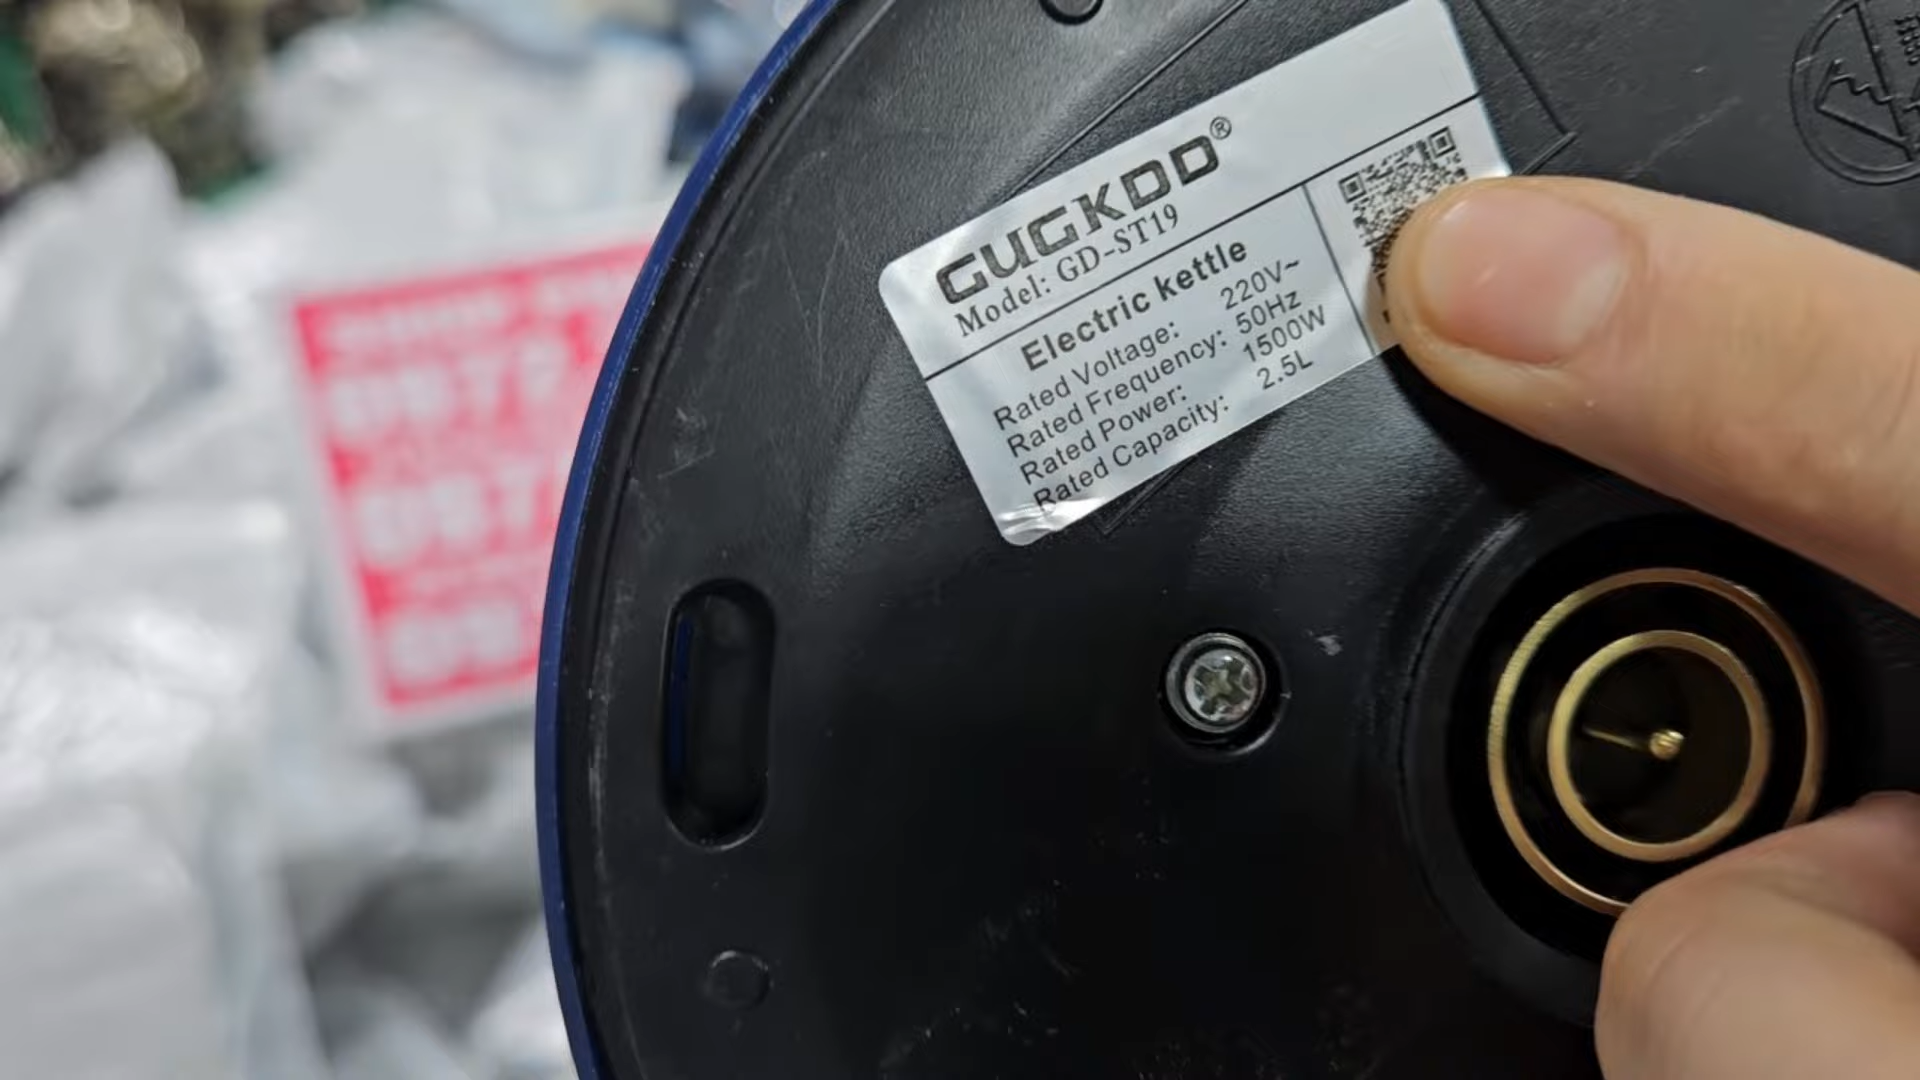 GUGKDD®
Model: GD-ST19
Electric kettle
Rated Voltage: 220V~
Rated Frequency: 50Hz
Rated Power: 1500W
Rated Capacity: 2.5L